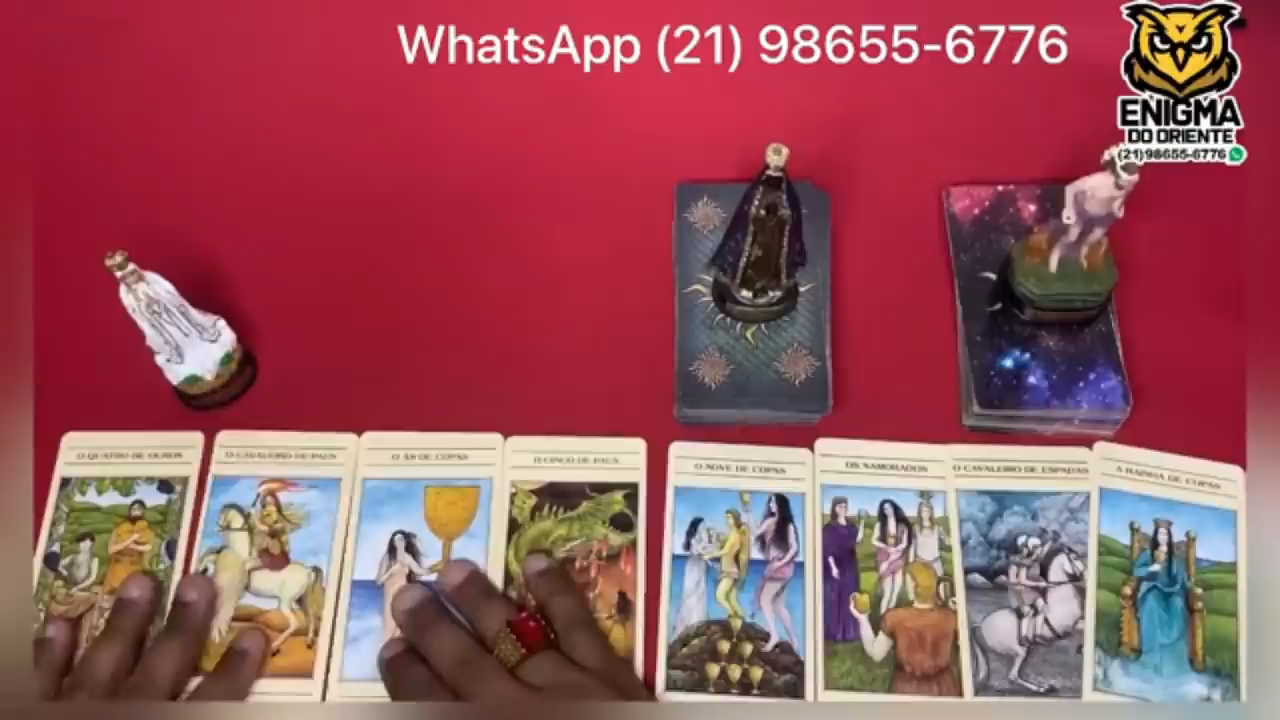 WhatsApp (21) 98655-6776
ENIGMA
DO ORIENTE
(21)98655-6776
O QUATRO DE OUROS
O CAVALEIRO DE PAUS
O ÁS DE COPAS
O CINCO DE PAUS
O NOVE DE COPAS
OS NAMORADOS
O CAVALEIRO DE ESPADAS
A RAINHA DE COPAS